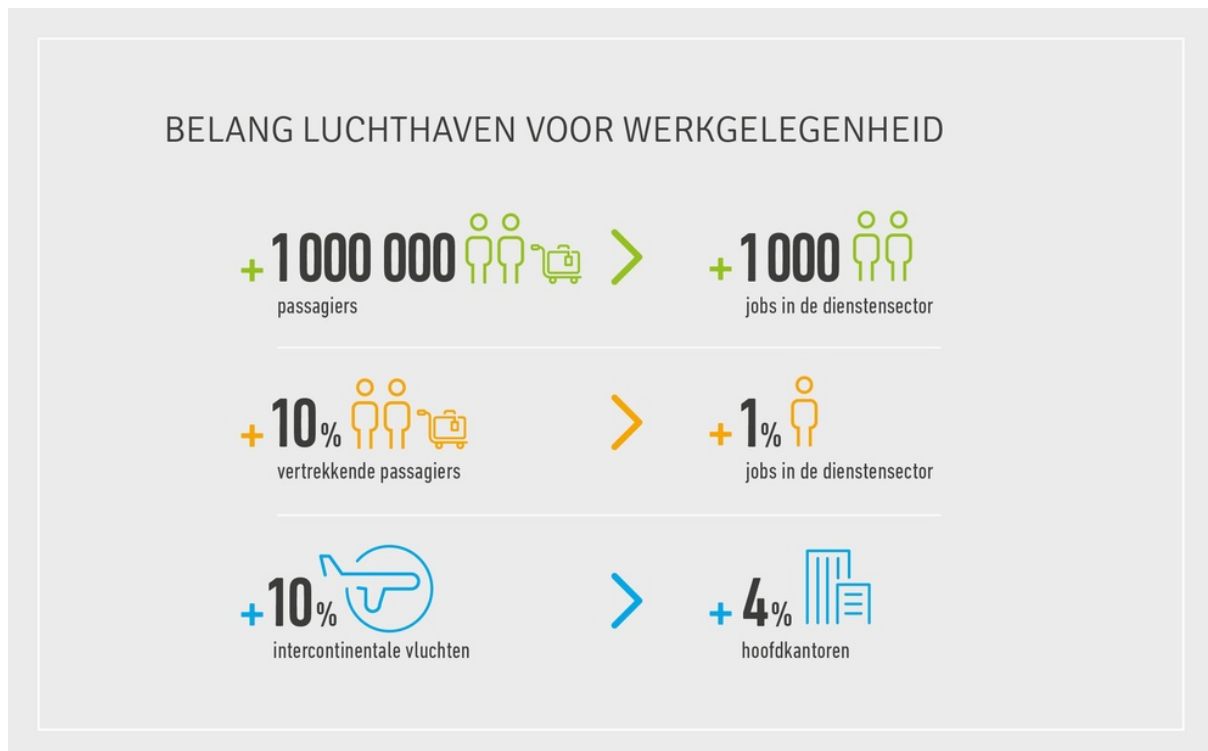 BELANG LUCHTHAVEN VOOR WERKGELEGENHEID
+ 1 000 000 > + 1 000
passagiers jobs in de dienstensector
+ 10% > + 1%
vertrekkende passagiers jobs in de dienstensector
+ 10% > + 4%
intercontinentale vluchten hoofdkantoren